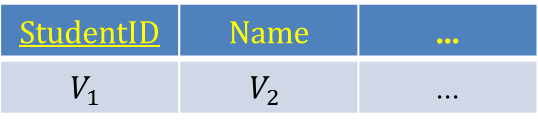 StudentID Name ...
V₁ V₂ ...